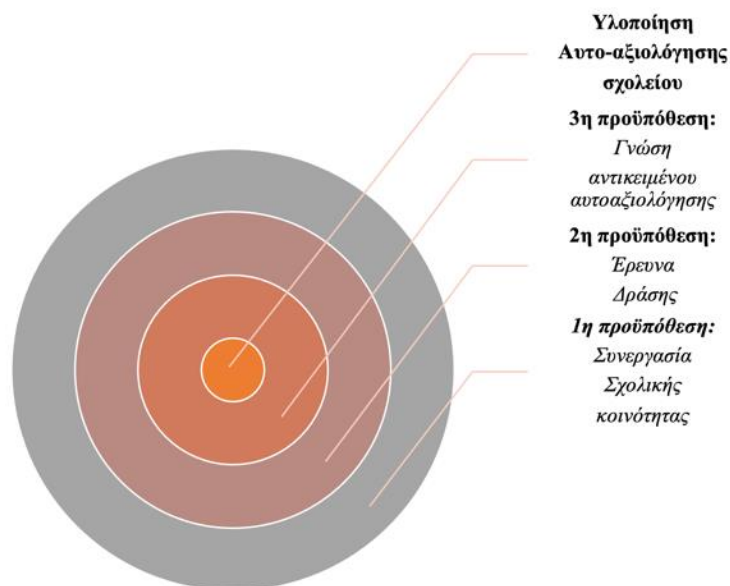 Υλοποίηση
Αυτο-αξιολόγησης
σχολείου
3η προϋπόθεση:
Γνώση
αντικειμένου
αυτοαξιολόγησης
2η προϋπόθεση:
Έρευνα
Δράσης
1η προϋπόθεση:
Συνεργασία
Σχολικής
κοινότητας